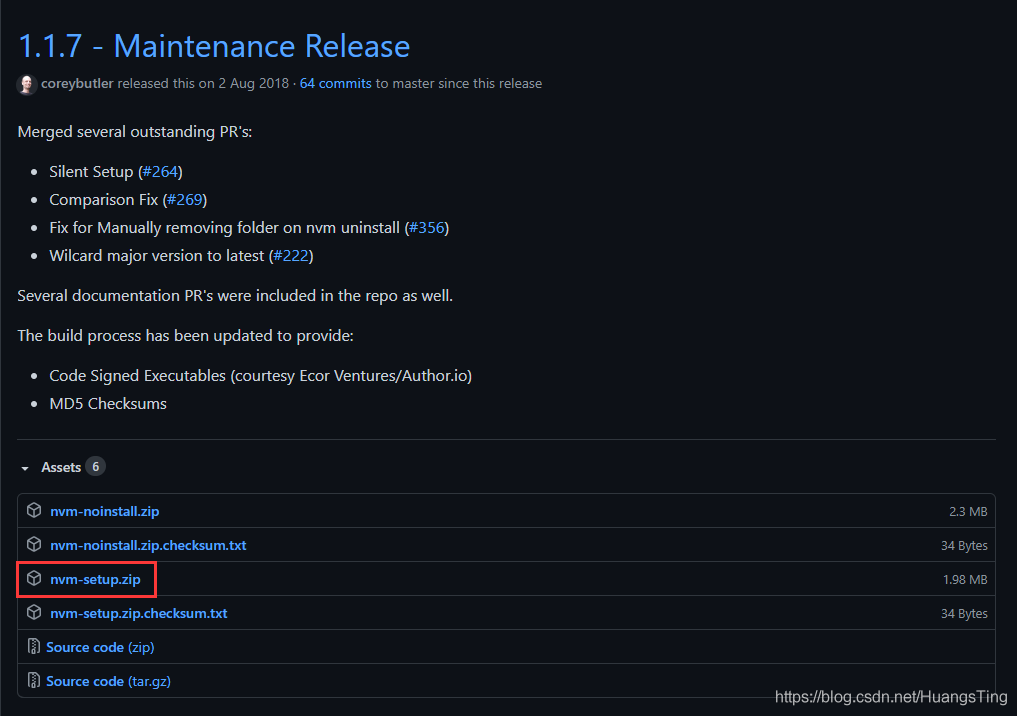 1.1.7 - Maintenance Release
coreybutler released this on 2 Aug 2018 · 64 commits to master since this release
Merged several outstanding PR's:
• Silent Setup (#264)
• Comparison Fix (#269)
• Fix for Manually removing folder on nvm uninstall (#356)
• Wilcard major version to latest (#222)
Several documentation PR's were included in the repo as well.
The build process has been updated to provide:
• Code Signed Executables (courtesy Ecor Ventures/Author.io)
• MD5 Checksums
Assets 6
nvm-noinstall.zip 2.3 MB
nvm-noinstall.zip.checksum.txt 34 Bytes
nvm-setup.zip 1.98 MB
nvm-setup.zip.checksum.txt 34 Bytes
Source code (zip)
Source code (tar.gz)
https://blog.csdn.net/HuangsTing